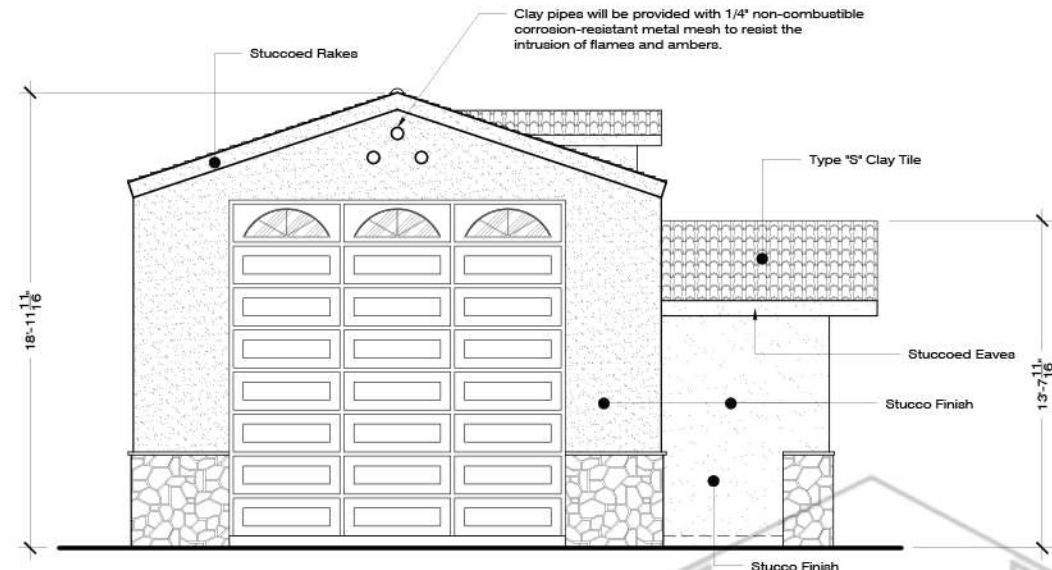 Clay pipes will be provided with 1/4" non-combustible
corrosion-resistant metal mesh to resist the
intrusion of flames and ambers.
Stuccoed Rakes
Type "S" Clay Tile
18'-11 11/16"
Stuccoed Eaves
13'-7 11/16"
Stucco Finish
Stucco Finish